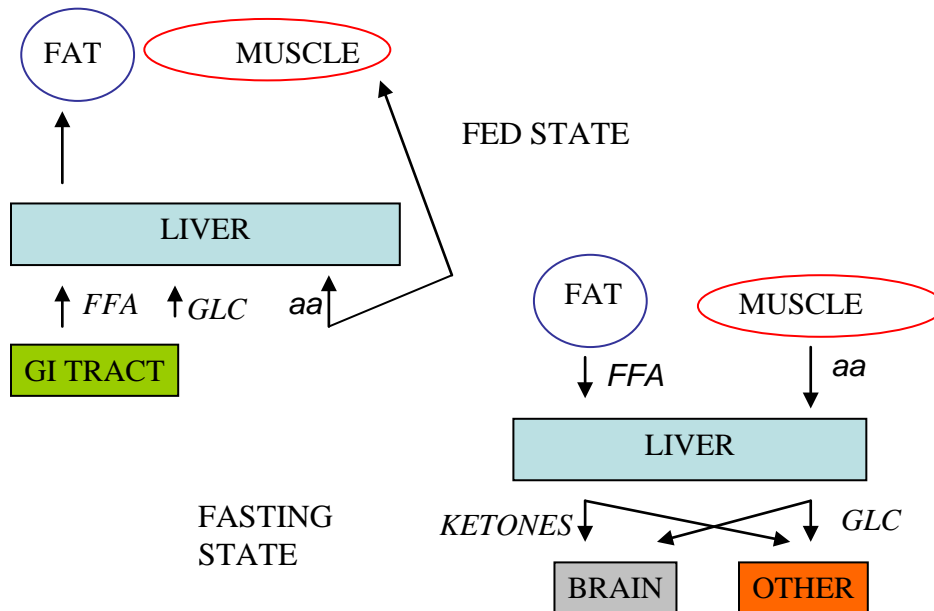 FAT
MUSCLE
FED STATE
LIVER
FFA
GLC
aa
GI TRACT
FAT
MUSCLE
FFA
aa
LIVER
FASTING
STATE
KETONES
GLC
BRAIN
OTHER